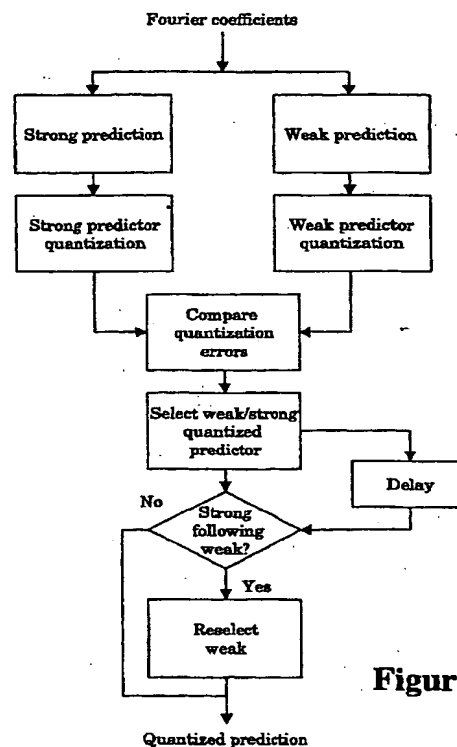 Fourier coefficients
Strong prediction
Weak prediction
Strong predictor
quantization
Weak predictor
quantization
Compare
quantization
errors
Select weak/strong
quantized
predictor
Delay
No
Strong
following
weak?
Yes
Reselect
weak
Figur
Quantized prediction